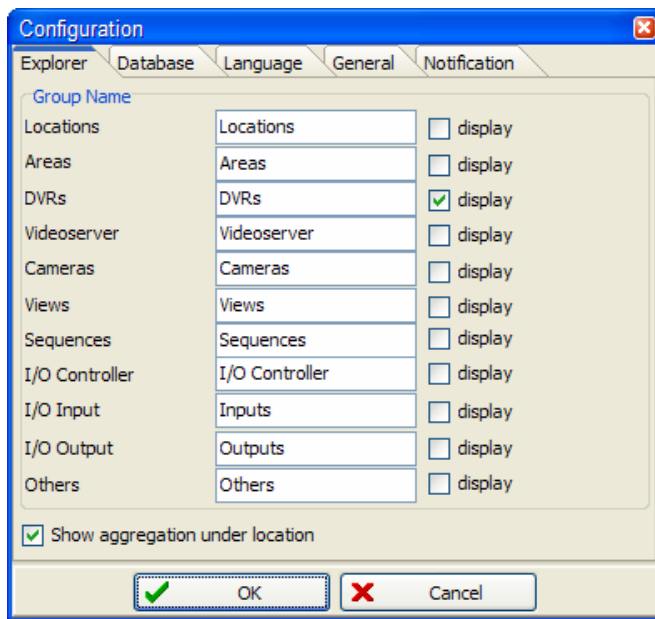 Configuration
Explorer Database Language General Notification
Group Name
Locations Locations display
Areas Areas display
DVRs DVRs display
Videoserver Videoserver display
Cameras Cameras display
Views Views display
Sequences Sequences display
I/O Controller I/O Controller display
I/O Input Inputs display
I/O Output Outputs display
Others Others display
Show aggregation under location
OK Cancel